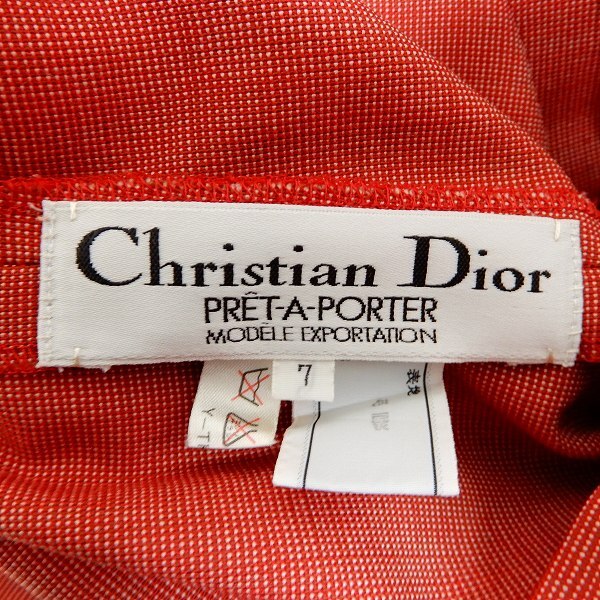 Christian Dior
PRÊT-A-PORTER
MODÈLE EXPORTATION
7